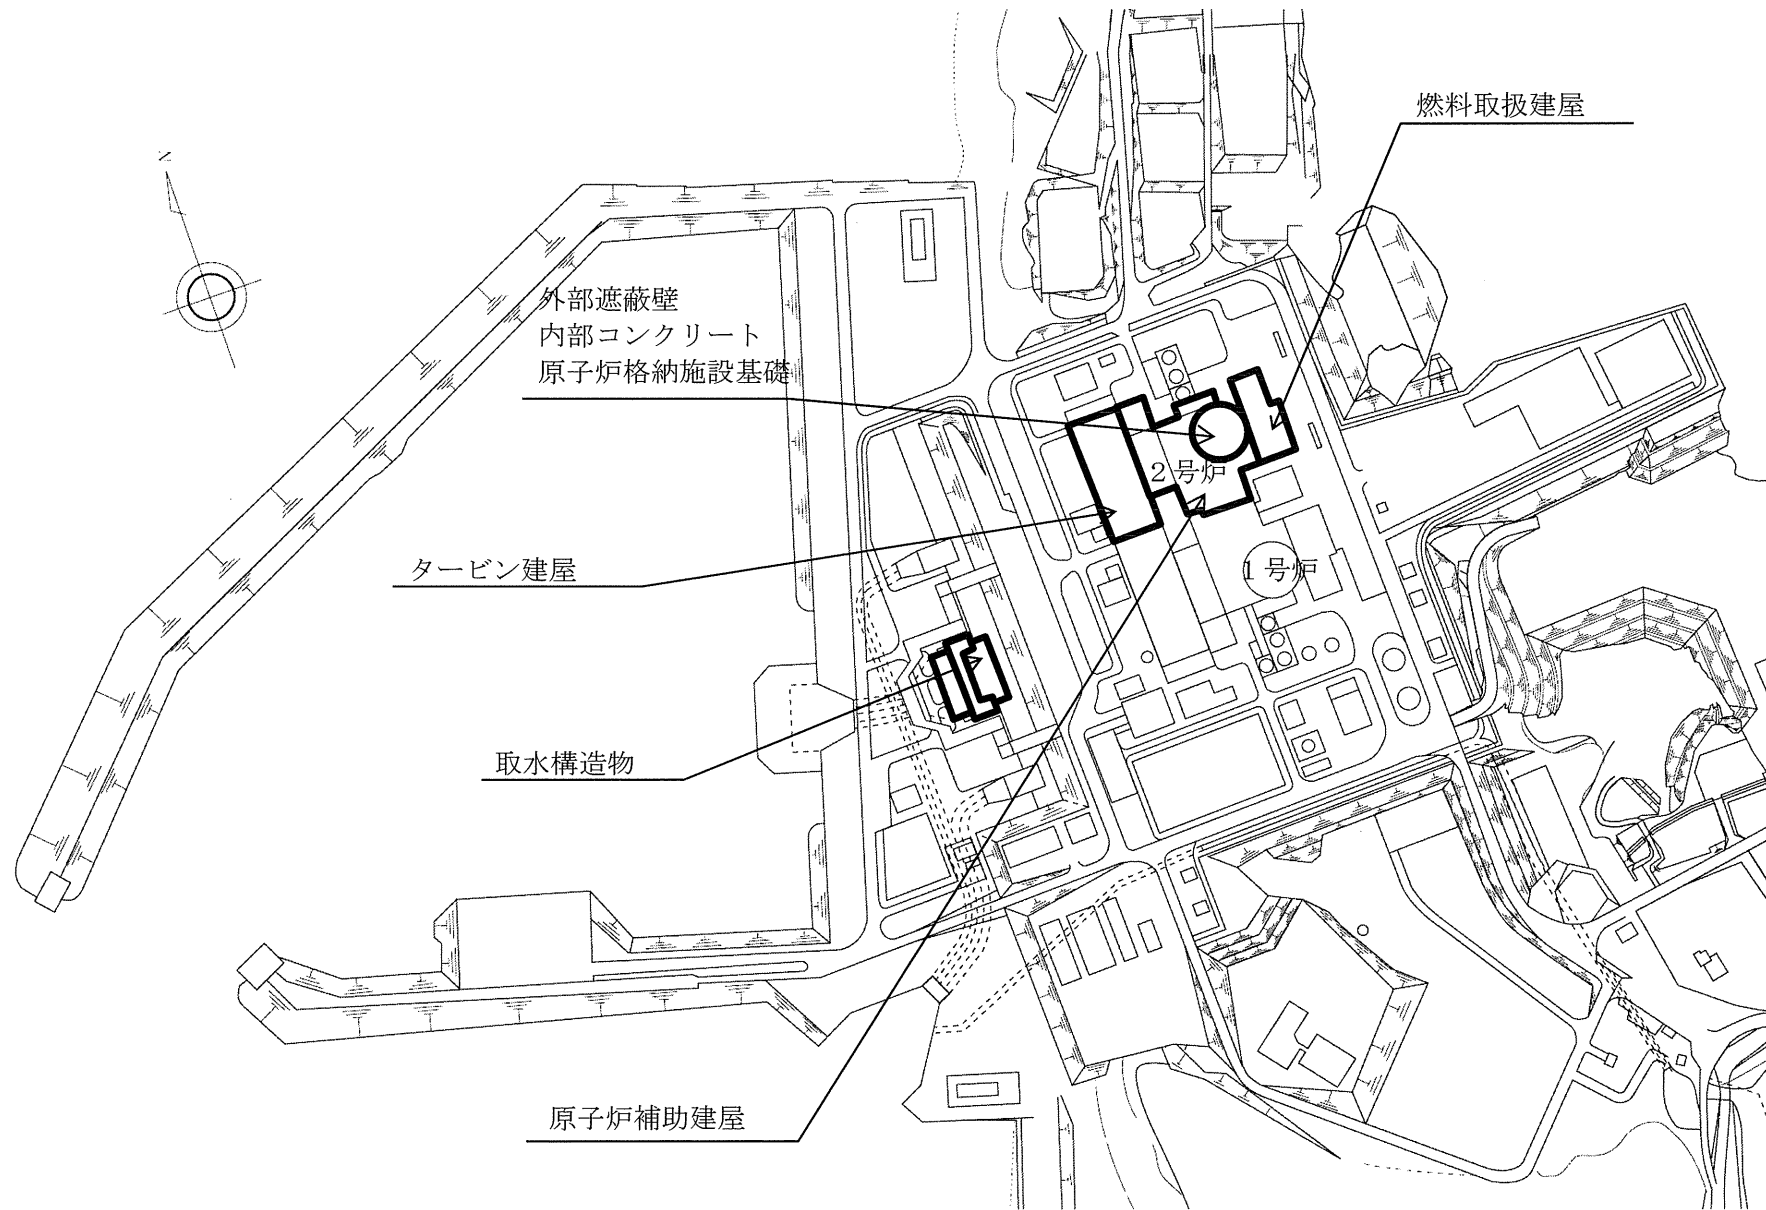 N
燃料取扱建屋
外部遮蔽壁
内部コンクリート
原子炉格納施設基礎
2号炉
タービン建屋
1号炉
取水構造物
原子炉補助建屋